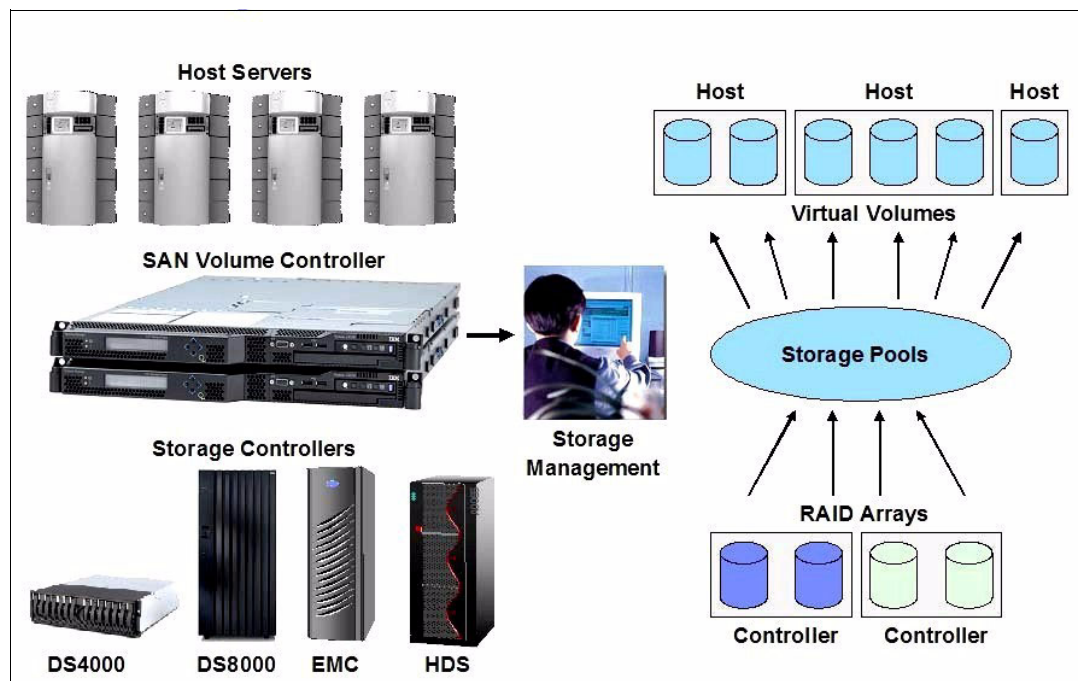 Host Servers
SAN Volume Controller
IBM
Storage Controllers
DS4000
DS8000
EMC
HDS
Storage
Management
Host
Host
Host
Virtual Volumes
Storage Pools
RAID Arrays
Controller
Controller